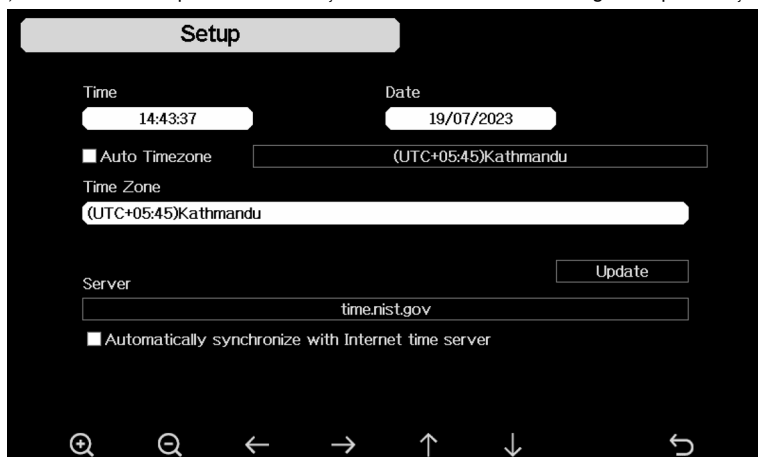 Setup
Time Date
14:43:37 19/07/2023
Auto Timezone (UTC+05:45)Kathmandu
Time Zone
(UTC+05:45)Kathmandu
Update
Server
time.nist.gov
Automatically synchronize with Internet time server